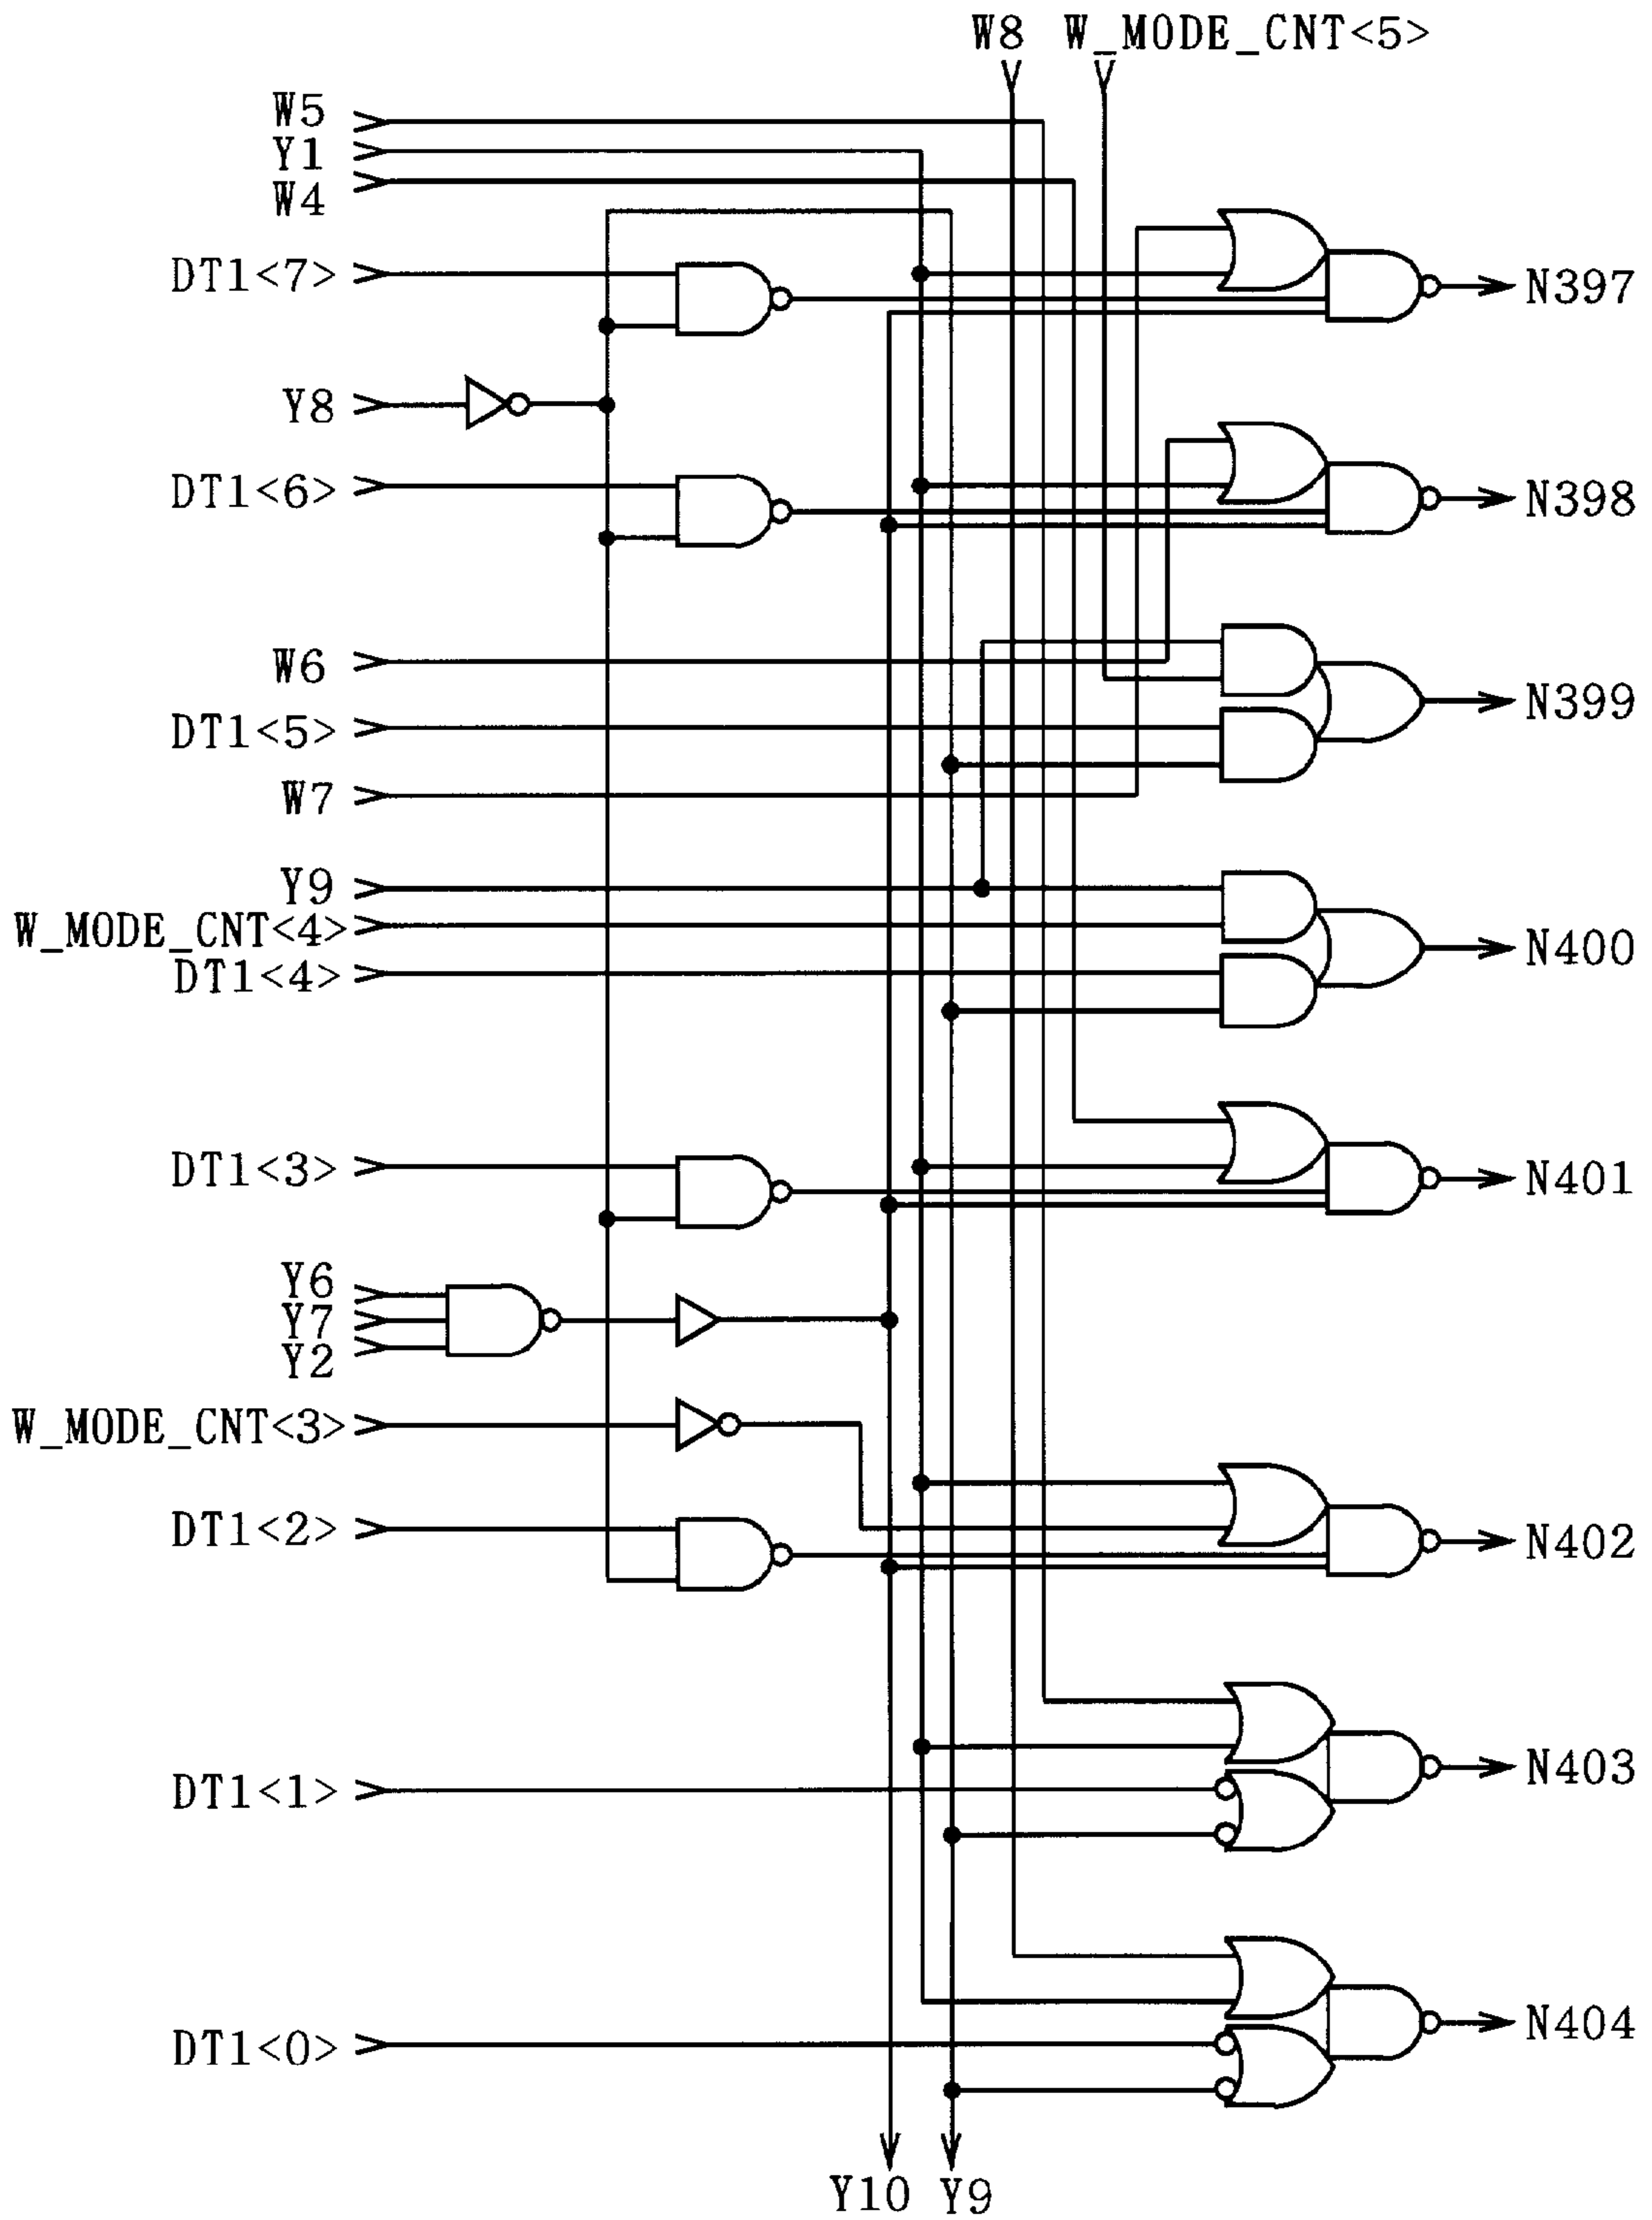 W8 W_MODE_CNT<5>
W5
Y1
W4
DT1<7>
N397
Y8
DT1<6>
N398
W6
N399
DT1<5>
W7
Y9
W_MODE_CNT<4>
N400
DT1<4>
DT1<3>
N401
Y6
Y7
Y2
W_MODE_CNT<3>
DT1<2>
N402
DT1<1>
N403
DT1<0>
N404
Y10 Y9